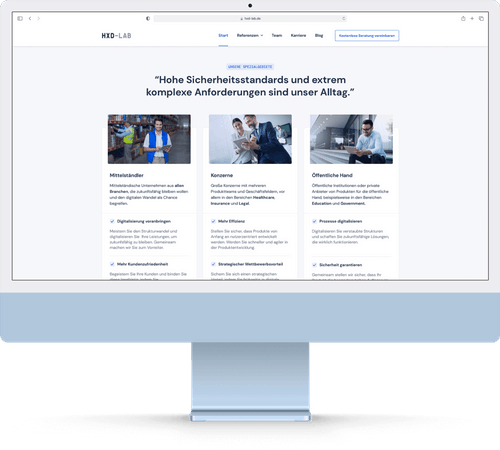 hxd-lab.de
HXD-LAB
Start Referenzen Team Karriere Blog Kostenlose Beratung vereinbaren
UNSERE SPEZIALGEBIETE
"Hohe Sicherheitsstandards und extrem
komplexe Anforderungen sind unser Alltag."
Mittelständler
Konzerne
Öffentliche Hand
Mittelständische Unternehmen aus allen
Branchen, die zukunftsfähig bleiben wollen
und den digitalen Wandel als Chance
begreifen.
Große Konzerne mit mehreren
Produktteams und Geschäftsfeldern, vor
allem in den Bereichen Healthcare,
Insurance und Legal.
Öffentliche Institutionen oder private
Anbieter von Produkten für die öffentliche
Hand, beispielsweise in den Bereichen
Education und Government.
Digitalisierung voranbringen
Mehr Effizienz
Prozesse digitalisieren
Meistern Sie den Strukturwandel und
digitalisieren Sie Ihre Leistungen, um
zukunftsfähig zu bleiben. Gemeinsam
machen wir Sie zum Vorreiter.
Stellen Sie sicher, dass Produkte von
Anfang an nutzerzentriert entwickelt
werden. Werden Sie schneller und agiler in
der Produktentwicklung.
Digitalisieren Sie verstaubte Strukturen
und schaffen Sie zukunftsfähige Lösungen,
die wirklich funktionieren.
Mehr Kundenzufriedenheit
Strategischer Wettbewerbsvorteil
Sicherheit garantieren
Begeistern Sie Ihre Kunden und binden Sie
Sichern Sie sich einen strategischen
Gemeinsam stellen wir sicher, dass Ihr